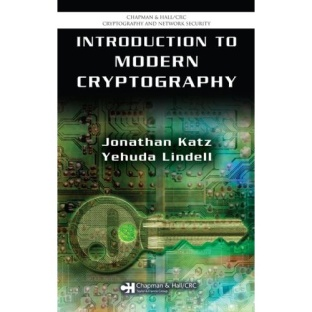 CHAPMAN & HALL/CRC
CRYPTOGRAPHY AND NETWORK SECURITY
INTRODUCTION TO
MODERN
CRYPTOGRAPHY
Jonathan Katz
Yehuda Lindell
Chapman & Hall/CRC